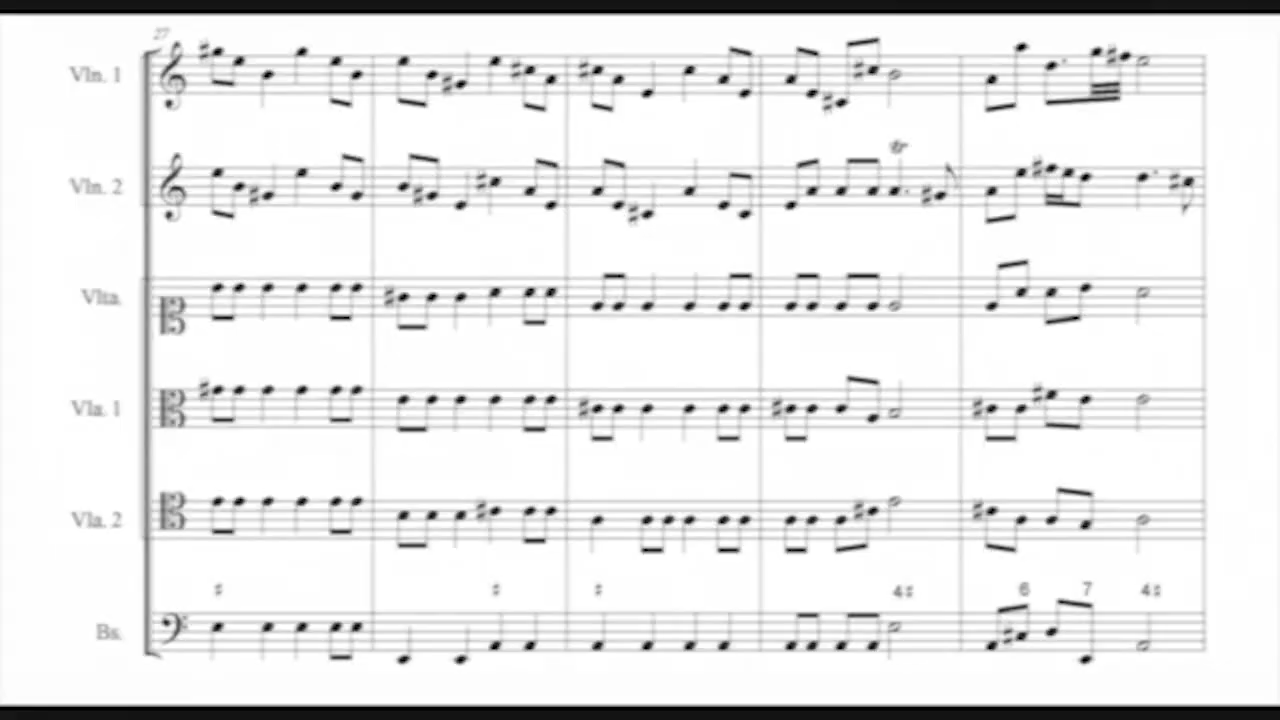 27
Vln. 1
tr
Vln. 2
Vlta.
Vla. 1
Vla. 2
♯ ♯ ♯ 4♯ 6 7 4♯
Bs.